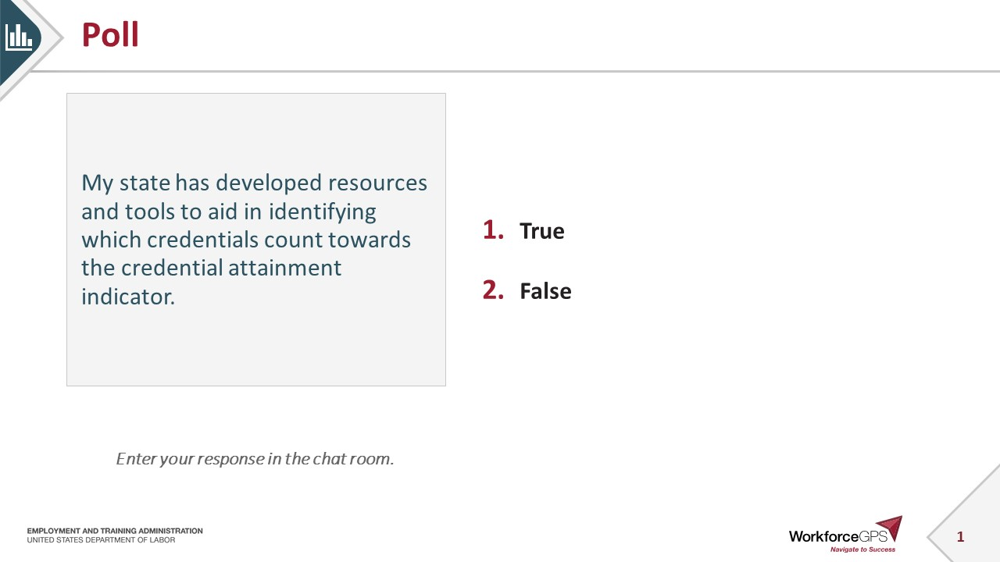 Poll
My state has developed resources
and tools to aid in identifying
which credentials count towards
the credential attainment
indicator.
1. True
2. False
Enter your response in the chat room.
EMPLOYMENT AND TRAINING ADMINISTRATION
UNITED STATES DEPARTMENT OF LABOR
WorkforceGPS
Navigate to Success
1